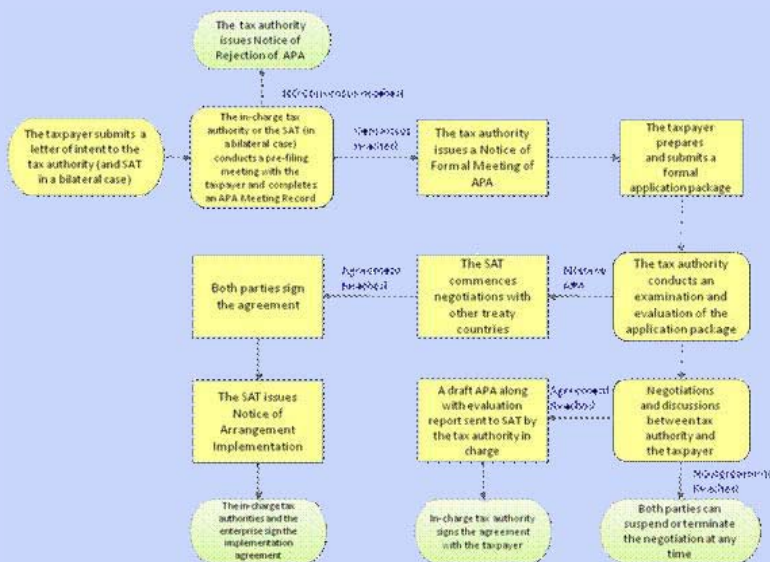 The tax authority
issues Notice of
Rejection of APA
No consensus reached
The taxpayer submits a
letter of intent to the
tax authority (and SAT
in a bilateral case)
The in-charge tax
authority or the SAT (in
a bilateral case)
conducts a pre-filing
meeting with the
taxpayer and completes
an APA Meeting Record
Consensus
reached
The tax authority
issues a Notice of
Formal Meeting of
APA
The taxpayer
prepares
and submits a
formal
application package
Both parties sign
the agreement
Agreement
Reached
The SAT
commences
negotiations with
other treaty
countries
Bilateral
APA
The tax authority
conducts an
examination and
evaluation of the
application package
The SAT issues
Notice of
Arrangement
Implementation
A draft APA along
with evaluation
report sent to SAT by
the tax authority in
charge
Agreement
Reached
Negotiations
and discussions
between tax
authority and
the taxpayer
No agreement
Reached
The in-charge tax
authorities and the
enterprise sign the
implementation
agreement
In-charge tax authority
signs the agreement
with the taxpayer
Both parties can
suspend or terminate
the negotiation at any
time